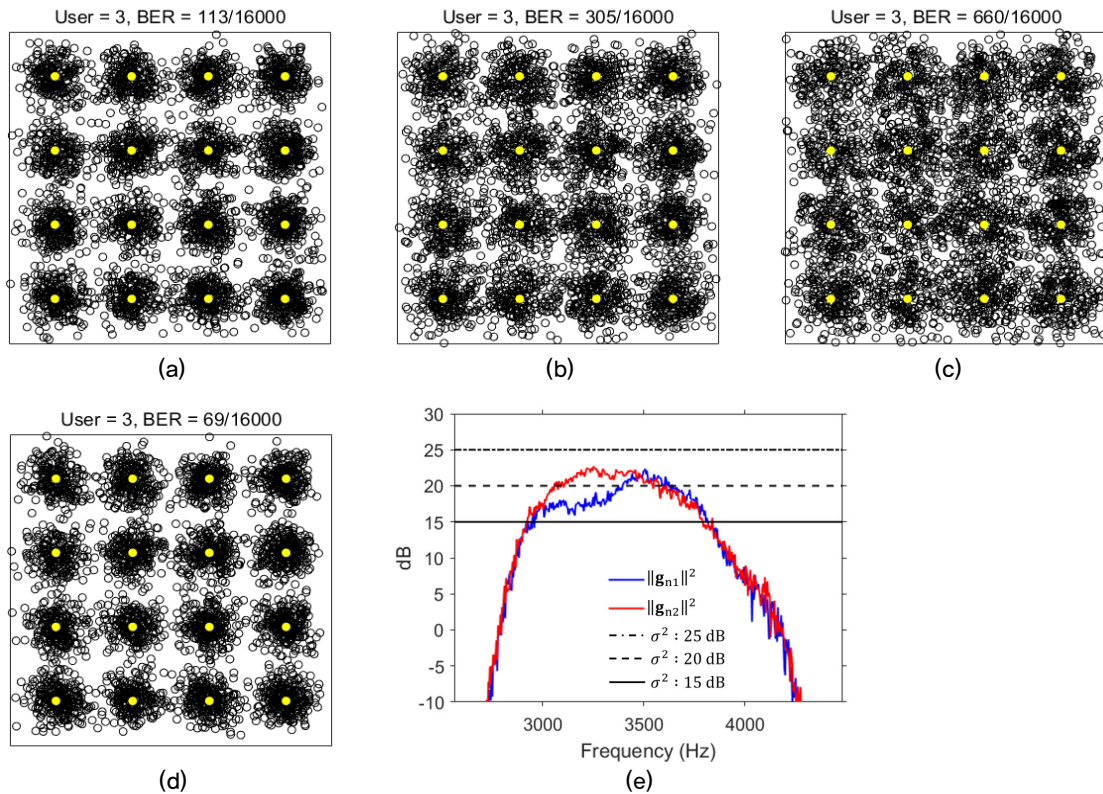 User = 3, BER = 113/16000
User = 3, BER = 305/16000
User = 3, BER = 660/16000
(a)
(b)
(c)
User = 3, BER = 69/16000
(d)
30
25
20
15
10
5
0
-5
-10
dB
‖𝐠n1‖²
‖𝐠n2‖²
σ² : 25 dB
σ² : 20 dB
σ² : 15 dB
3000
3500
4000
Frequency (Hz)
(e)